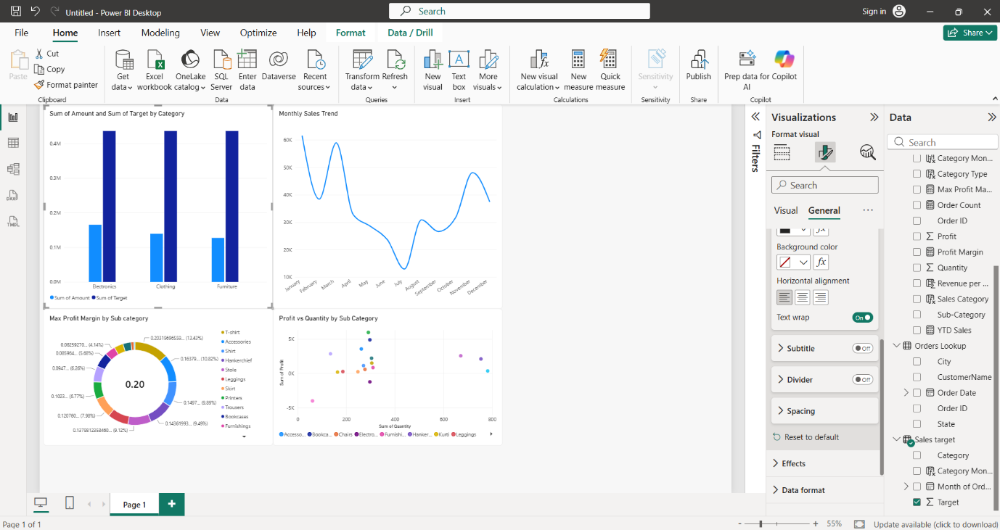 Untitled - Power BI Desktop
Search
Sign in
File
Home
Insert
Modeling
View
Optimize
Help
Format
Data / Drill
Share
Paste
Cut
Copy
Format painter
Clipboard
Get data
Excel workbook
OneLake catalog
SQL Server
Enter data
Dataverse
Recent sources
Data
Transform data
Refresh
Queries
New visual
Text box
More visuals
Insert
New visual calculation
New measure
Quick measure
Calculations
Sensitivity
Sensitivity
Publish
Share
Prep data for AI
Copilot
Copilot
DAX
TMDL
Sum of Amount and Sum of Target by Category
0.4M
0.3M
0.2M
0.1M
0.0M
Electronics
Clothing
Furniture
Sum of Amount
Sum of Target
Monthly Sales Trend
60K
50K
40K
30K
20K
10K
January
February
March
April
May
June
July
August
September
October
November
December
Max Profit Margin by Sub category
0.20319696559... (13.43%)
0.16379... (10.82%)
0.1497... (9.89%)
0.14361993... (9.49%)
0.1379812358460... (9.12%)
0.120760... (7.98%)
0.1023... (6.77%)
0.0947... (6.26%)
0.085964... (5.68%)
0.06259270... (4.14%)
0.20
T-shirt
Accessories
Shirt
Hankerchief
Stole
Leggings
Skirt
Printers
Trousers
Bookcases
Furnishings
Profit vs Quantity by Sub Category
Sum of Profit
5K
0K
-5K
0
200
400
600
800
Sum of Quantity
Accesso...
Bookca...
Chairs
Electro...
Furnishi...
Hanker...
Kurti
Leggings
Filters
Visualizations
Format visual
Search
Visual
General
...
Background color
fx
Horizontal alignment
Text wrap
On
Subtitle
Off
Divider
Off
Spacing
Reset to default
Effects
Data format
Data
Search
Category Mon...
Category Type
Max Profit Ma...
Order Count
Order ID
Profit
Profit Margin
Quantity
Revenue per ...
Sales Category
Sub-Category
YTD Sales
Orders Lookup
City
CustomerName
Order Date
Order ID
State
Sales target
Category
Category Mon...
Month of Ord...
Target
Page 1
Page 1 of 1
- + 55%
Update available (click to download)